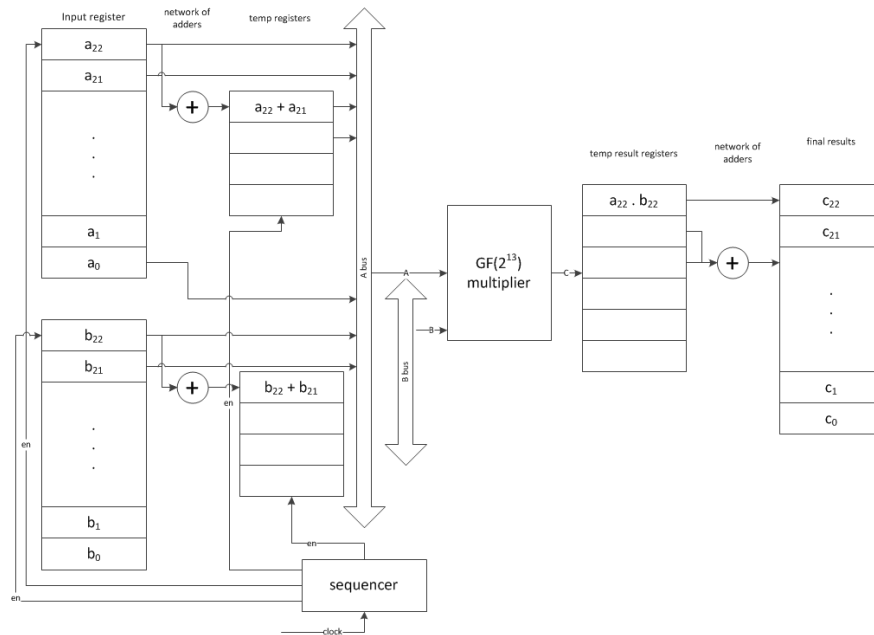 Input register
network of
adders
temp registers
a22
a21
+
a22 + a21
.
.
.
a1
a0
A bus
b22
b21
+
b22 + b21
.
.
.
b1
b0
en
en
en
en
sequencer
clock
A
B
B bus
GF(2^13)
multiplier
C
temp result registers
network of
adders
final results
a22 . b22
+
c22
c21
.
.
.
c1
c0